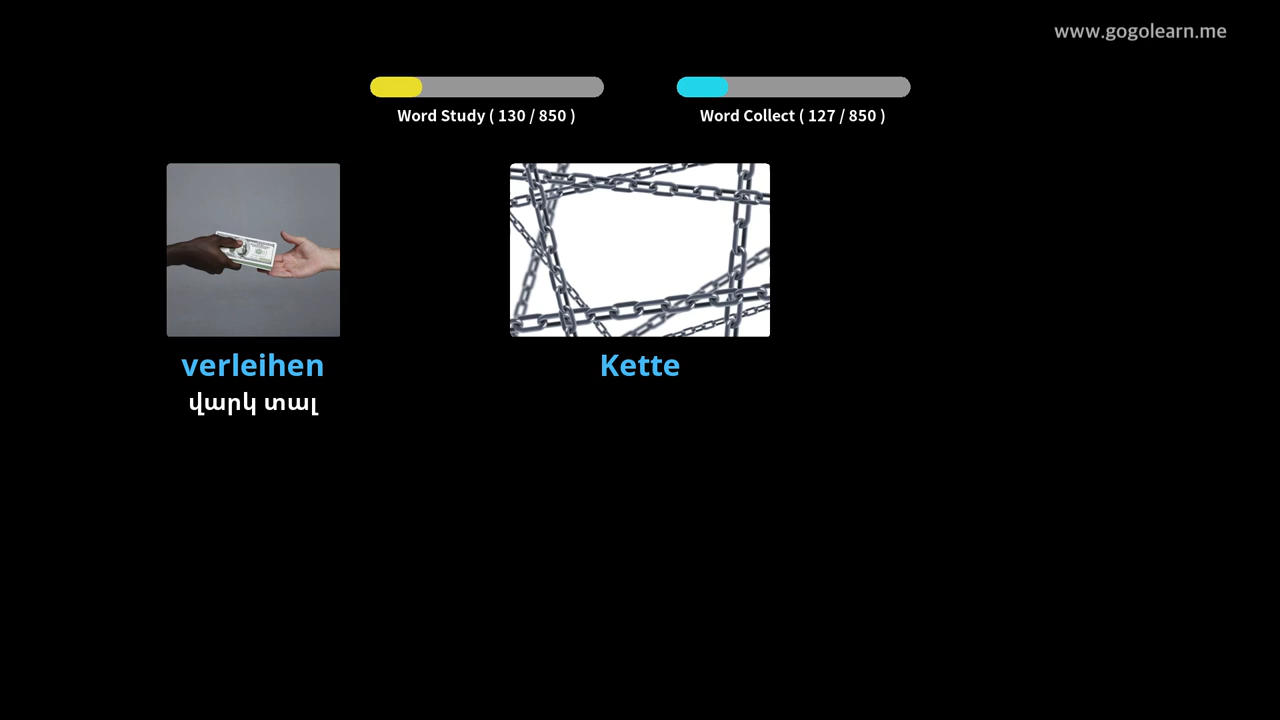 www.gogolearn.me
Word Study ( 130 / 850 )
Word Collect ( 127 / 850 )
verleihen
վարկ տալ
Kette